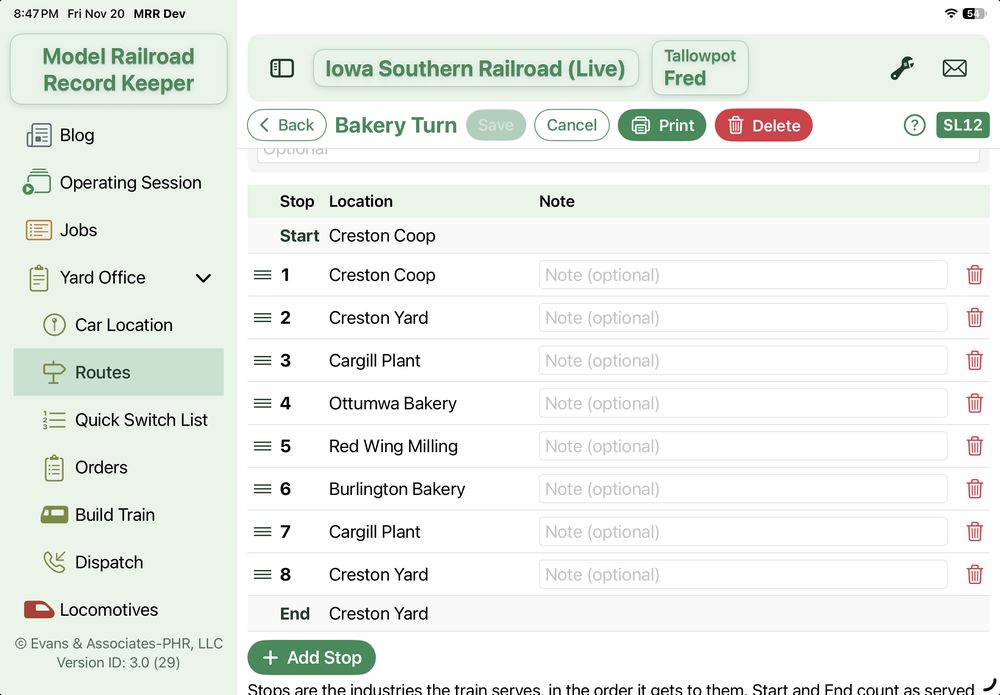 8:47 PM Fri Nov 20 MRR Dev 54
Model Railroad
Record Keeper
Blog
Operating Session
Jobs
Yard Office
Car Location
Routes
Quick Switch List
Orders
Build Train
Dispatch
Locomotives
© Evans & Associates-PHR, LLC
Version ID: 3.0 (29)
Iowa Southern Railroad (Live)
Tallowpot
Fred
Back Bakery Turn Save Cancel Print Delete ? SL12
Optional
Stop Location Note
Start Creston Coop
1 Creston Coop Note (optional)
2 Creston Yard Note (optional)
3 Cargill Plant Note (optional)
4 Ottumwa Bakery Note (optional)
5 Red Wing Milling Note (optional)
6 Burlington Bakery Note (optional)
7 Cargill Plant Note (optional)
8 Creston Yard Note (optional)
End Creston Yard
+ Add Stop
Stops are the industries the train serves, in the order it gets to them. Start and End count as served